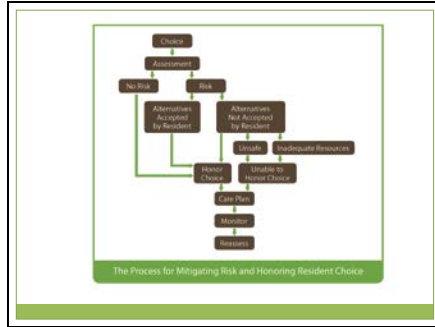 Choice
Assessment
No Risk
Risk
Alternatives
Accepted
by Resident
Alternatives
Not Accepted
by Resident
Unsafe
Inadequate Resources
Honor
Choice
Unable to
Honor Choice
Care Plan
Monitor
Reassess
The Process for Mitigating Risk and Honoring Resident Choice